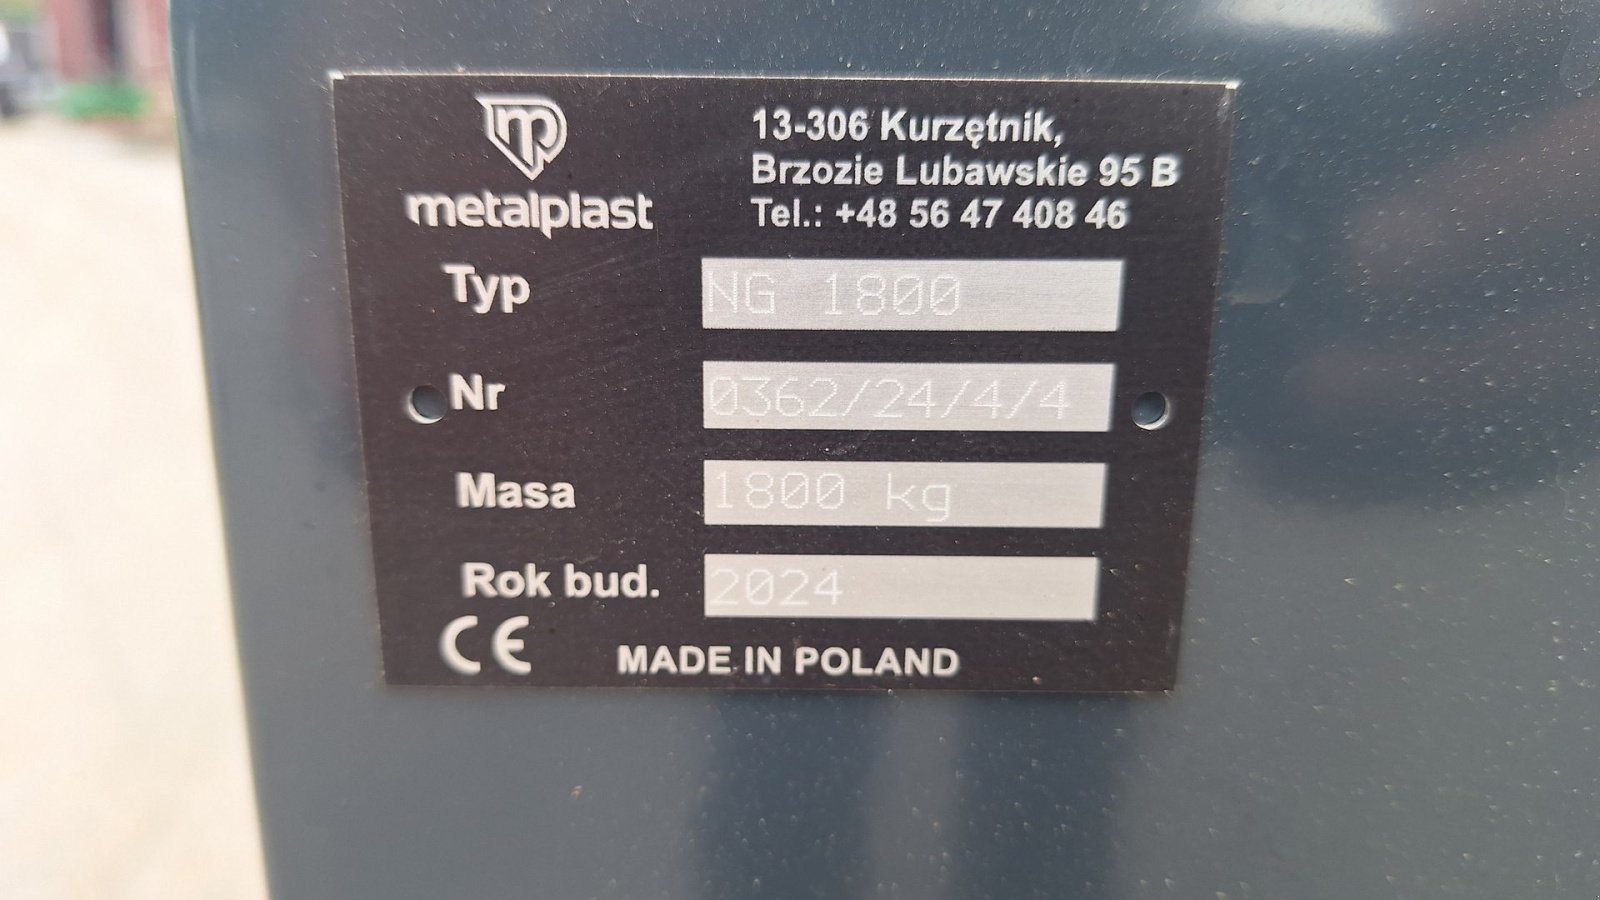 mp
metalplast
13-306 Kurzętnik,
Brzozie Lubawskie 95 B
Tel.: +48 56 47 408 46
Typ NG 1800
Nr 0362/24/4/4
Masa 1800 kg
Rok bud. 2024
CE MADE IN POLAND